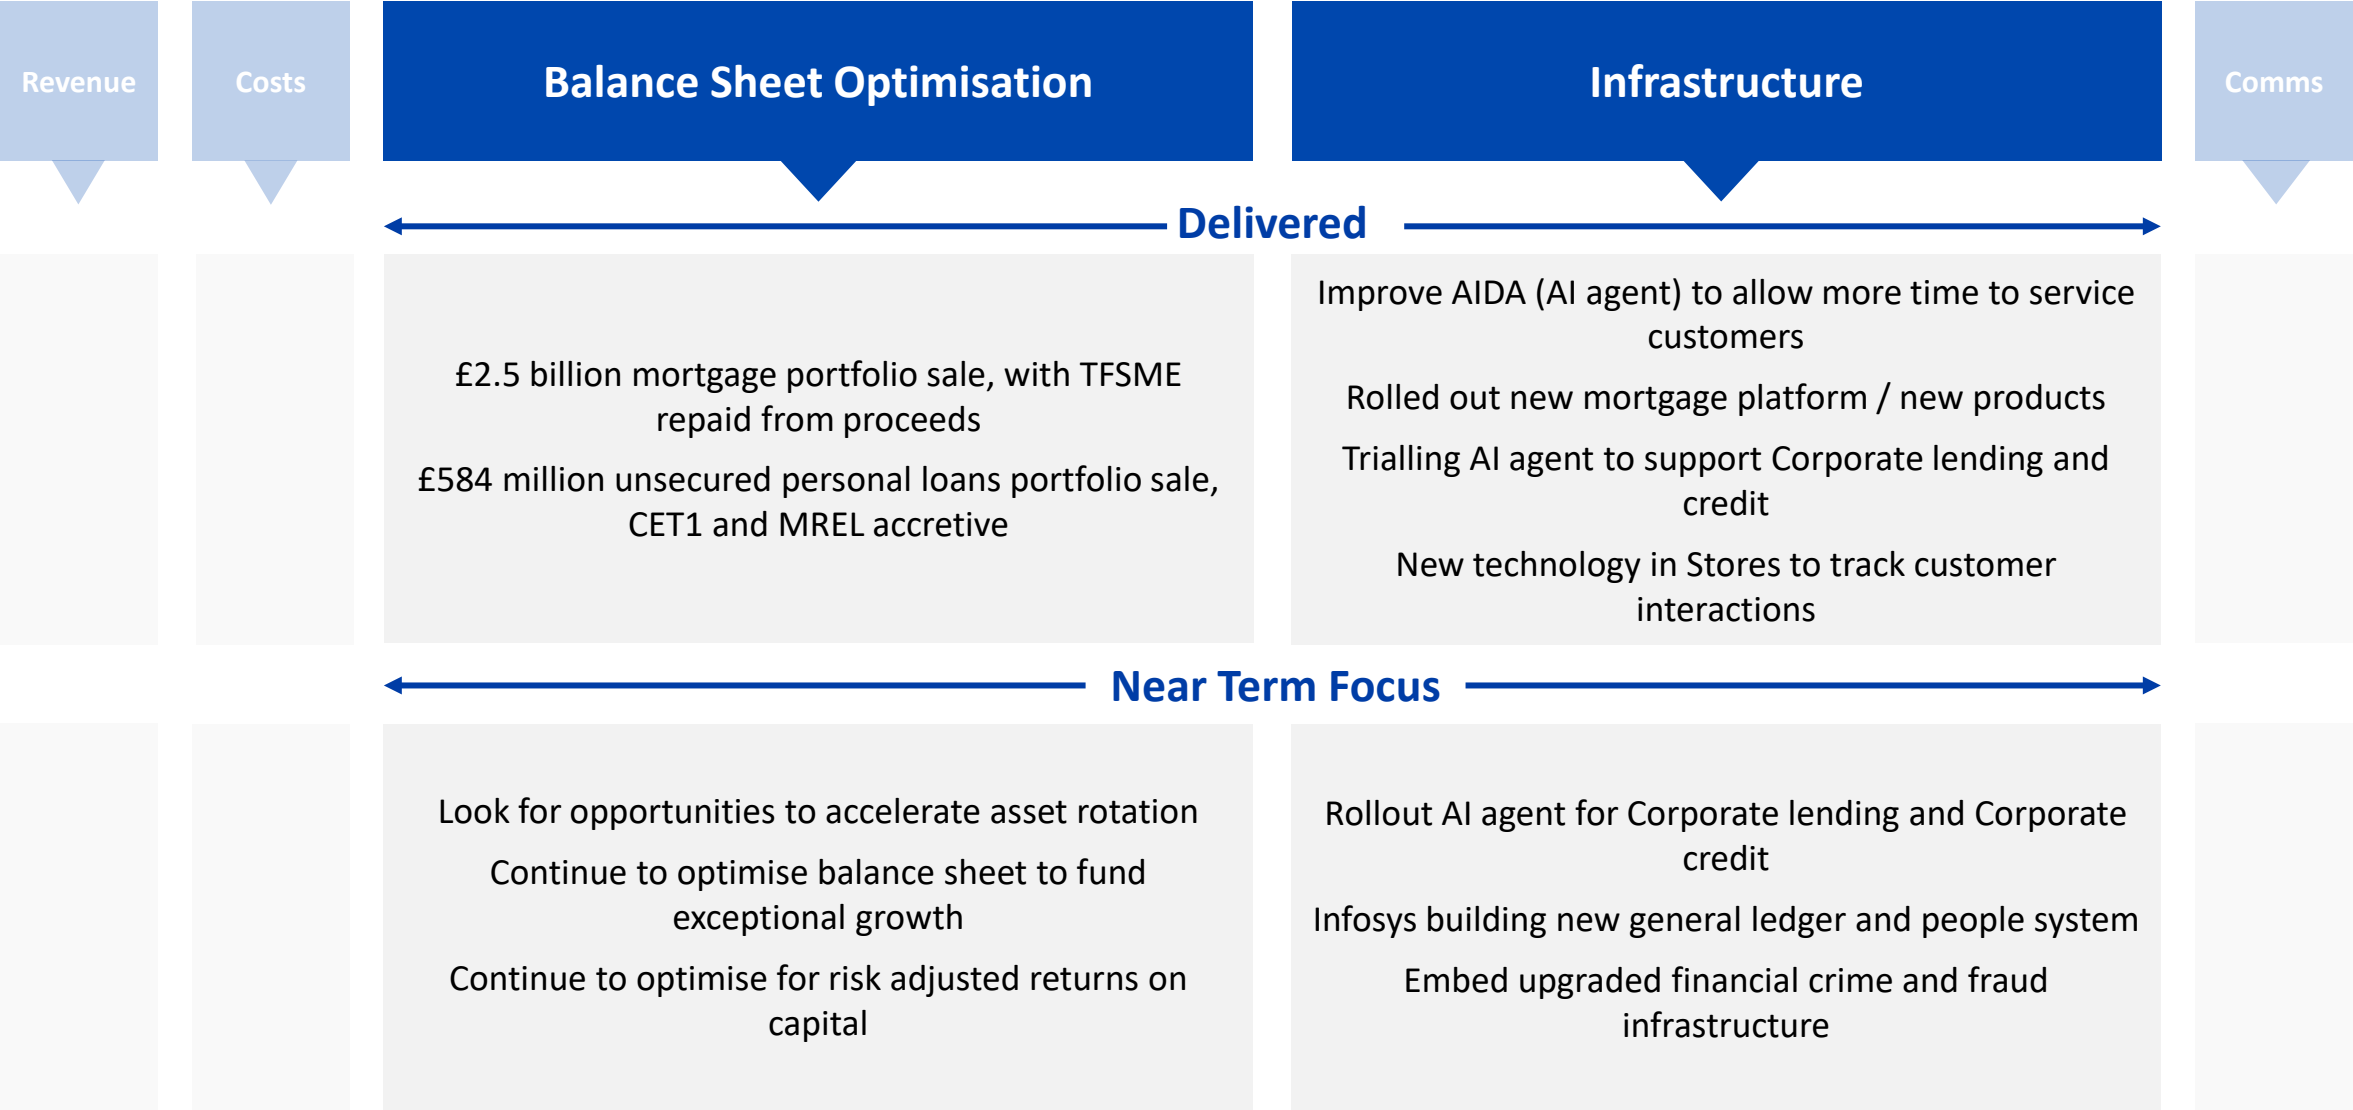 Revenue
Costs
Balance Sheet Optimisation
Infrastructure
Comms
Delivered
£2.5 billion mortgage portfolio sale, with TFSME
repaid from proceeds
£584 million unsecured personal loans portfolio sale,
CET1 and MREL accretive
Improve AIDA (AI agent) to allow more time to service
customers
Rolled out new mortgage platform / new products
Trialling AI agent to support Corporate lending and
credit
New technology in Stores to track customer
interactions
Near Term Focus
Look for opportunities to accelerate asset rotation
Continue to optimise balance sheet to fund
exceptional growth
Continue to optimise for risk adjusted returns on
capital
Rollout AI agent for Corporate lending and Corporate
credit
Infosys building new general ledger and people system
Embed upgraded financial crime and fraud
infrastructure